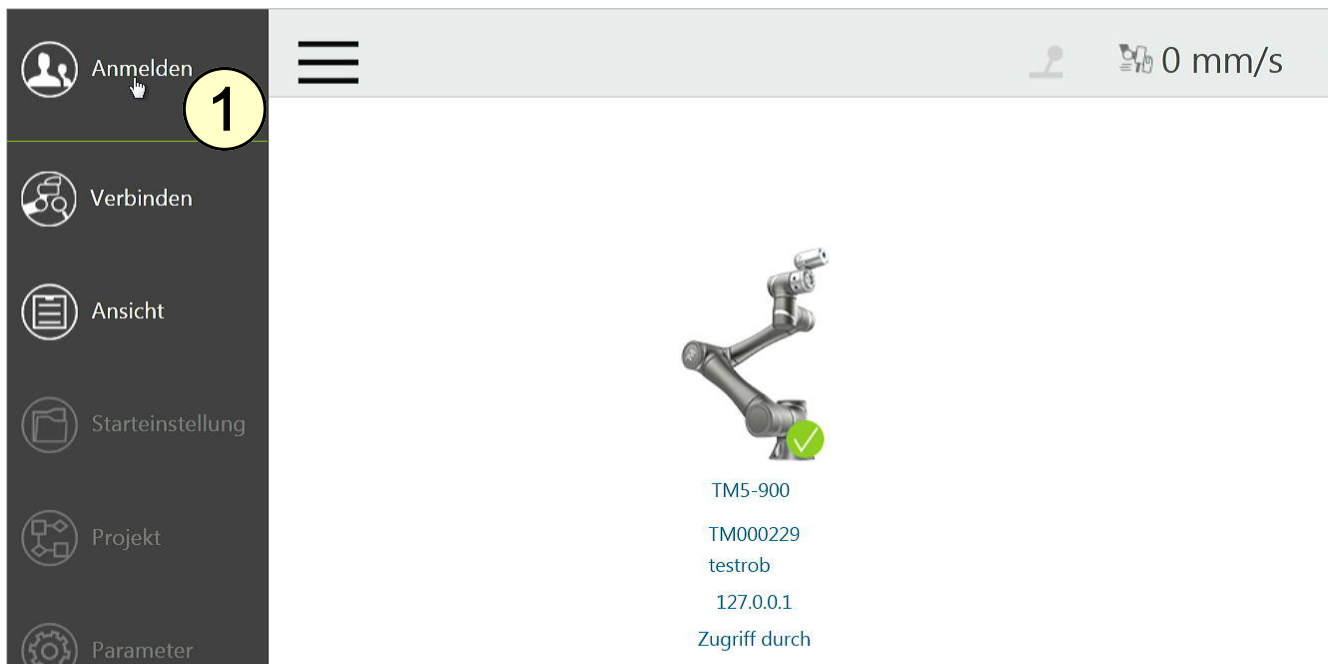 Anmelden
1
0 mm/s
Verbinden
Ansicht
Starteinstellung
Projekt
Parameter
TM5-900
TM000229
testrob
127.0.0.1
Zugriff durch